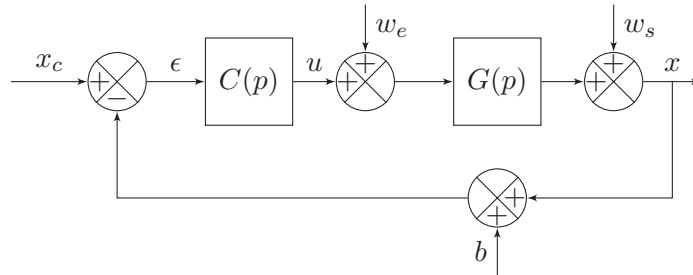 w_e w_s
x_c + − ϵ C(p) u + + G(p) + + x
+ +
b